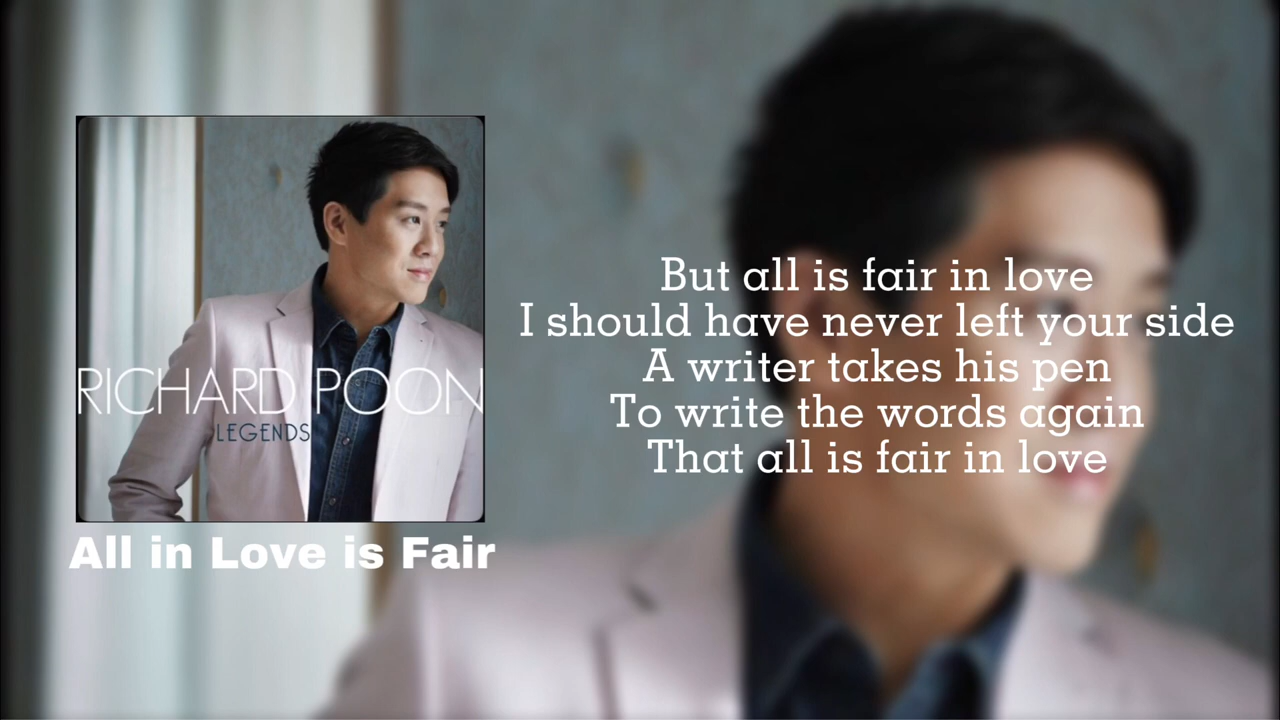 RICHARD POON
LEGENDS
All in Love is Fair
But all is fair in love
I should have never left your side
A writer takes his pen
To write the words again
That all is fair in love